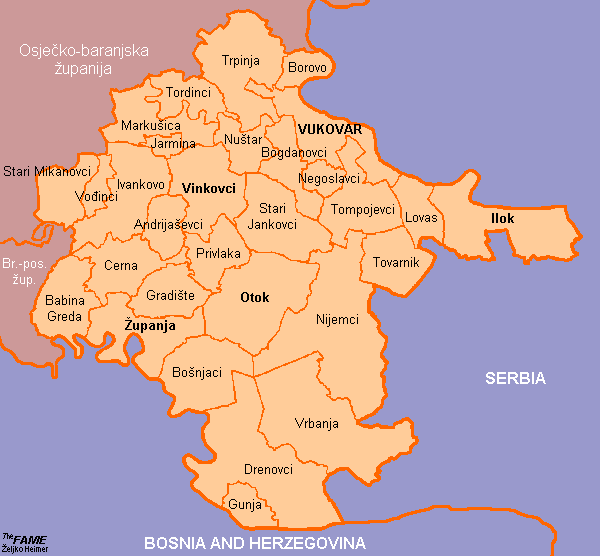 Osječko-baranjska
županija
Trpinja
Borovo
Tordinci
Markušica
VUKOVAR
Jarmina
Nuštar
Bogdanovci
Stari Mikanovci
Vođinci
Ivankovo
Vinkovci
Negoslavci
Stari
Jankovci
Tompojevci
Lovas
Ilok
Andrijaševci
Privlaka
Tovarnik
Br.-pos.
žup.
Cerna
Gradište
Otok
Babina
Greda
Županja
Nijemci
Bošnjaci
SERBIA
Vrbanja
Drenovci
Gunja
The FAME
Željko Heimer
BOSNIA AND HERZEGOVINA